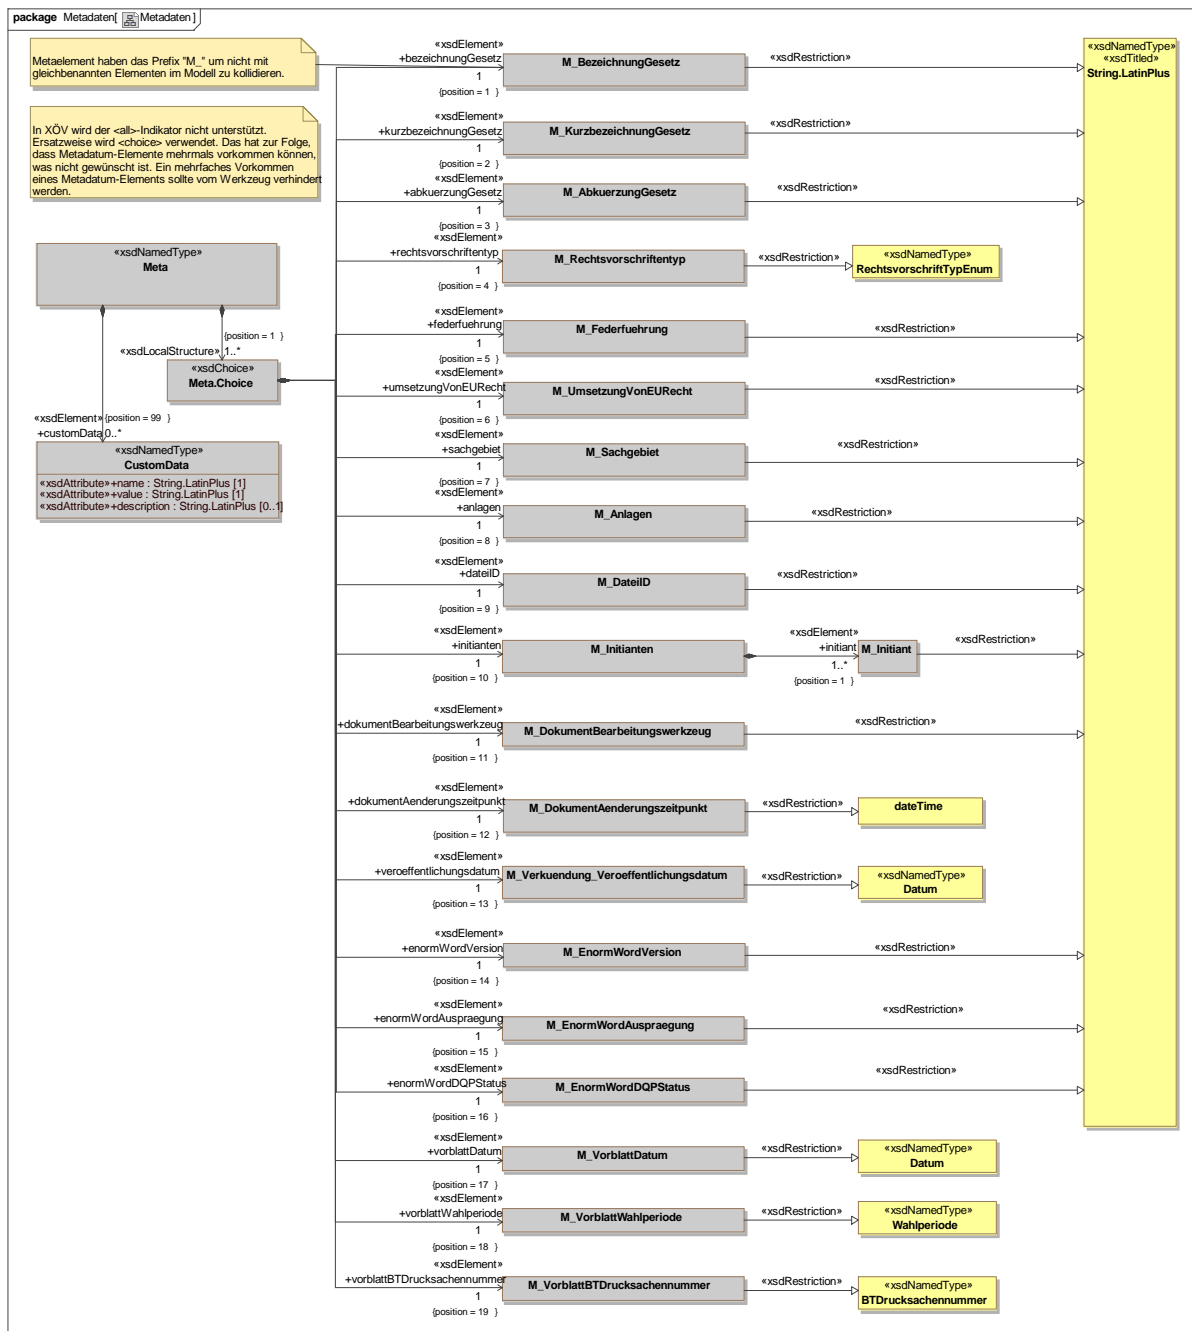 package Metadaten[ Metadaten ]
Metaelement haben das Prefix "M_" um nicht mit
gleichbenannten Elementen im Modell zu kollidieren.
In XÖV wird der <all>-Indikator nicht unterstützt.
Ersatzweise wird <choice> verwendet. Das hat zur Folge,
dass Metadatum-Elemente mehrmals vorkommen können,
was nicht gewünscht ist. Ein mehrfaches Vorkommen
eines Metadatum-Elements sollte vom Werkzeug verhindert
werden.
«xsdNamedType»
Meta
{position = 1 }
«xsdLocalStructure» 1..*
«xsdChoice»
Meta.Choice
«xsdElement» {position = 99 }
+customData 0..*
«xsdNamedType»
CustomData
«xsdAttribute»+name : String.LatinPlus [1]
«xsdAttribute»+value : String.LatinPlus [1]
«xsdAttribute»+description : String.LatinPlus [0..1]
«xsdElement»
+bezeichnungGesetz
1
{position = 1 }
M_BezeichnungGesetz
«xsdRestriction»
«xsdNamedType»
«xsdTitled»
String.LatinPlus
«xsdElement»
+kurzbezeichnungGesetz
1
{position = 2 }
M_KurzbezeichnungGesetz
«xsdRestriction»
«xsdElement»
+abkuerzungGesetz
1
{position = 3 }
M_AbkuerzungGesetz
«xsdRestriction»
«xsdElement»
+rechtsvorschriftentyp
1
{position = 4 }
M_Rechtsvorschriftentyp
«xsdRestriction»
«xsdNamedType»
RechtsvorschriftTypEnum
«xsdElement»
+federfuehrung
1
{position = 5 }
M_Federfuehrung
«xsdRestriction»
«xsdElement»
+umsetzungVonEURecht
1
{position = 6 }
M_UmsetzungVonEURecht
«xsdRestriction»
«xsdElement»
+sachgebiet
1
{position = 7 }
M_Sachgebiet
«xsdRestriction»
«xsdElement»
+anlagen
1
{position = 8 }
M_Anlagen
«xsdRestriction»
«xsdElement»
+dateiID
1
{position = 9 }
M_DateiID
«xsdRestriction»
«xsdElement»
+initianten
1
{position = 10 }
M_Initianten
«xsdElement»
+initiant
1..*
{position = 1 }
M_Initiant
«xsdRestriction»
«xsdElement»
+dokumentBearbeitungswerkzeug
1
{position = 11 }
M_DokumentBearbeitungswerkzeug
«xsdRestriction»
«xsdElement»
+dokumentAenderungszeitpunkt
1
{position = 12 }
M_DokumentAenderungszeitpunkt
«xsdRestriction»
dateTime
«xsdElement»
+veroeffentlichungsdatum
1
{position = 13 }
M_Verkuendung_Veroeffentlichungsdatum
«xsdRestriction»
«xsdNamedType»
Datum
«xsdElement»
+enormWordVersion
1
{position = 14 }
M_EnormWordVersion
«xsdRestriction»
«xsdElement»
+enormWordAuspraegung
1
{position = 15 }
M_EnormWordAuspraegung
«xsdRestriction»
«xsdElement»
+enormWordDQPStatus
1
{position = 16 }
M_EnormWordDQPStatus
«xsdRestriction»
«xsdElement»
+vorblattDatum
1
{position = 17 }
M_VorblattDatum
«xsdRestriction»
«xsdNamedType»
Datum
«xsdElement»
+vorblattWahlperiode
1
{position = 18 }
M_VorblattWahlperiode
«xsdRestriction»
«xsdNamedType»
Wahlperiode
«xsdElement»
+vorblattBTDrucksachennummer
1
{position = 19 }
M_VorblattBTDrucksachennummer
«xsdRestriction»
«xsdNamedType»
BTDrucksachennummer